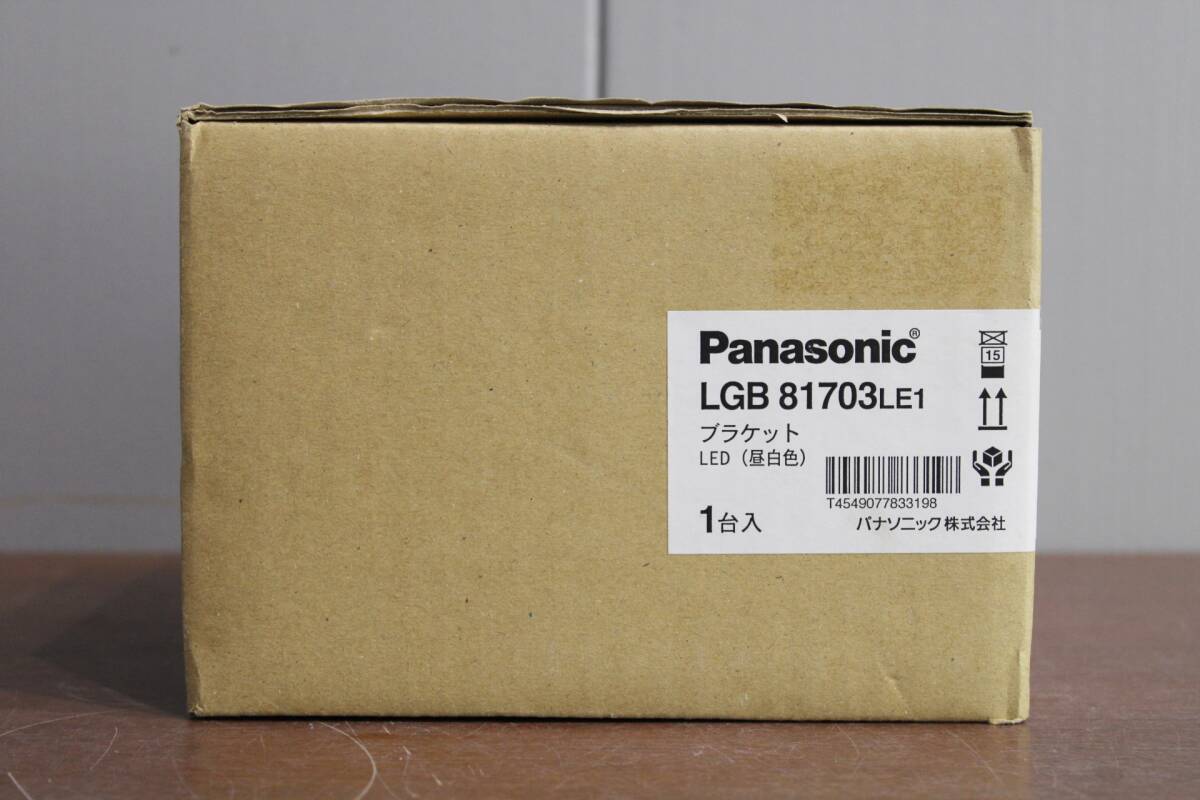 Panasonic®
LGB 81703LE1
ブラケット
LED（昼白色）
15
T4549077833198
1台入
パナソニック株式会社